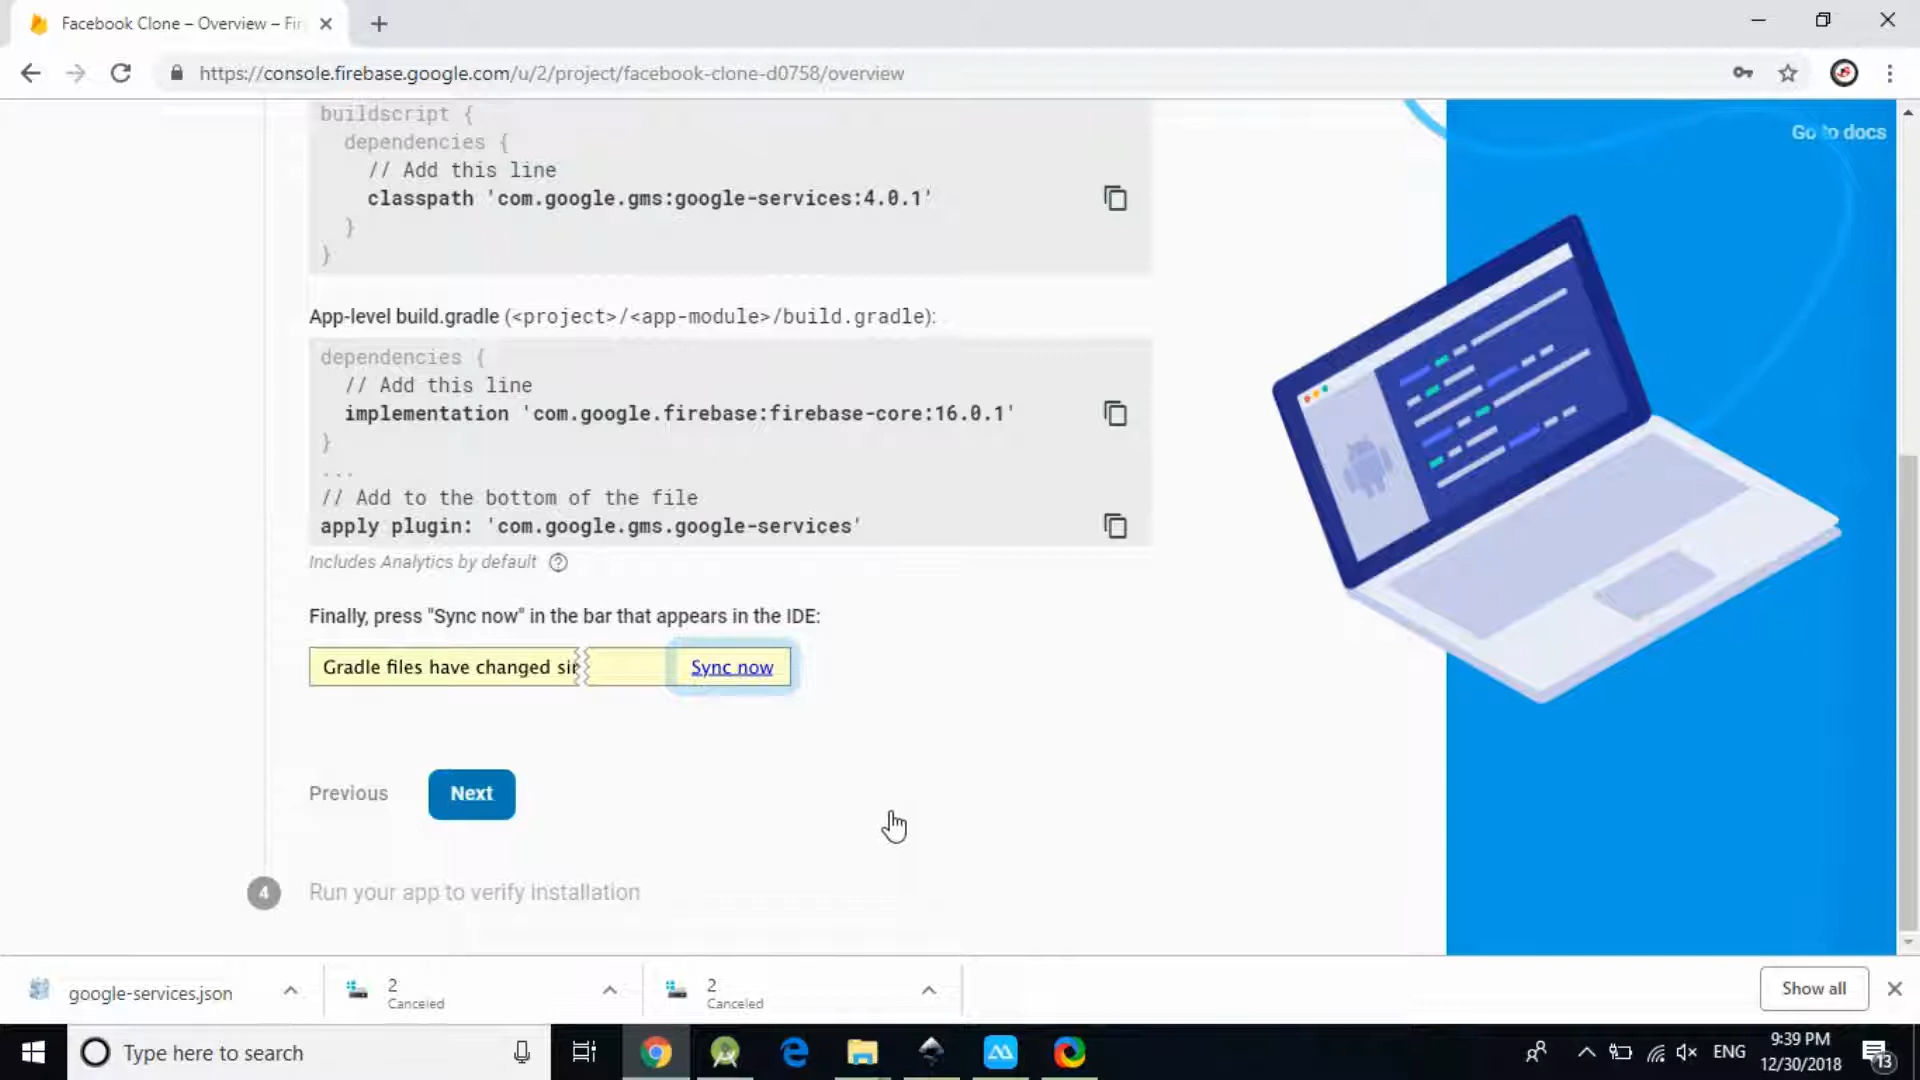 Facebook Clone – Overview – Fir
https://console.firebase.google.com/u/2/project/facebook-clone-d0758/overview
Go to docs
buildscript {
dependencies {
// Add this line
classpath 'com.google.gms:google-services:4.0.1'
}
}
App-level build.gradle (<project>/<app-module>/build.gradle):
dependencies {
// Add this line
implementation 'com.google.firebase:firebase-core:16.0.1'
}
...
// Add to the bottom of the file
apply plugin: 'com.google.gms.google-services'
Includes Analytics by default ?
Finally, press "Sync now" in the bar that appears in the IDE:
Gradle files have changed sin Sync now
Previous Next
4 Run your app to verify installation
google-services.json
2
Canceled
2
Canceled
Show all
Type here to search
ENG
9:39 PM
12/30/2018
13